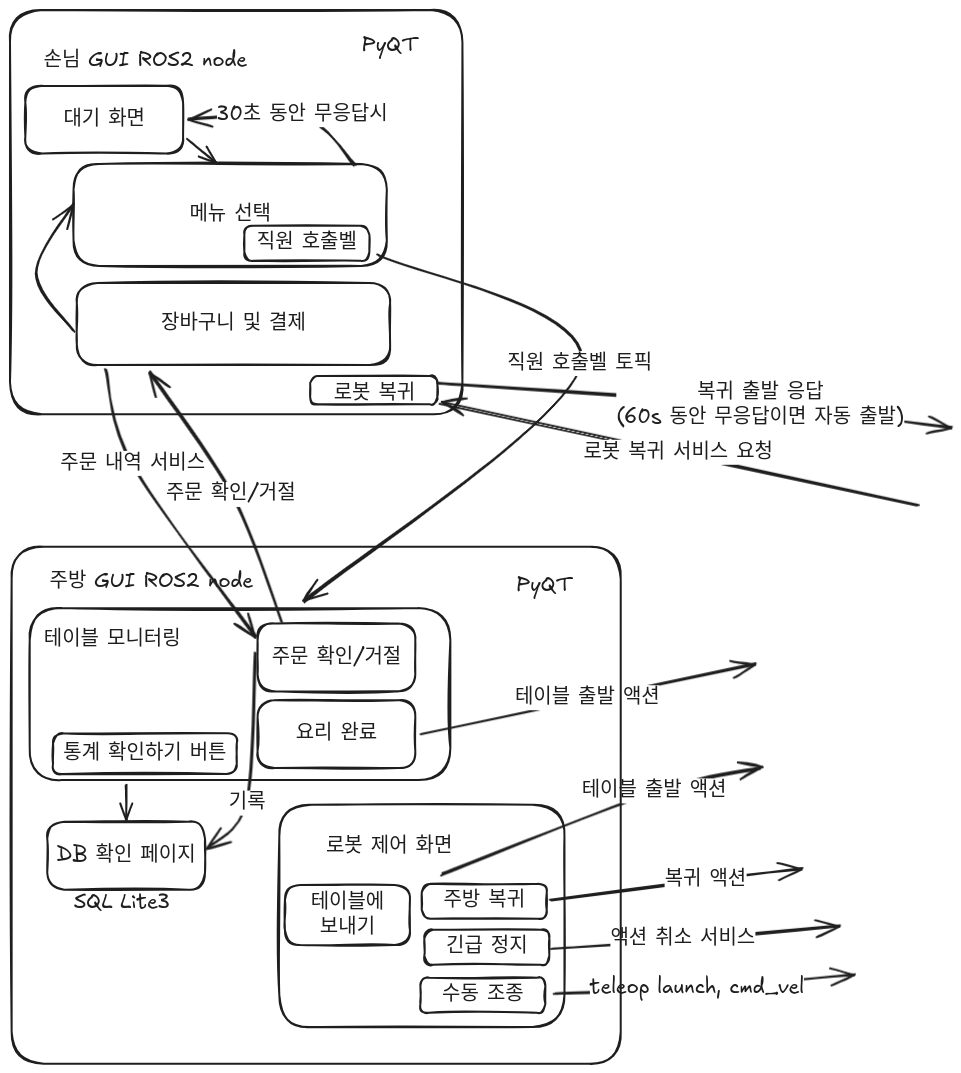 손님 GUI ROS2 node
PyQT
대기 화면
30초 동안 무응답시
메뉴 선택
직원 호출벨
장바구니 및 결제
로봇 복귀
직원 호출벨 토픽
복귀 출발 응답
(60s 동안 무응답이면 자동 출발)
로봇 복귀 서비스 요청
주문 내역 서비스
주문 확인/거절
주방 GUI ROS2 node
PyQT
테이블 모니터링
주문 확인/거절
요리 완료
테이블 출발 액션
통계 확인하기 버튼
기록
DB 확인 페이지
SQL Lite3
로봇 제어 화면
테이블 출발 액션
테이블에
보내기
주방 복귀
복귀 액션
긴급 정지
액션 취소 서비스
수동 조종
teleop launch, cmd_vel